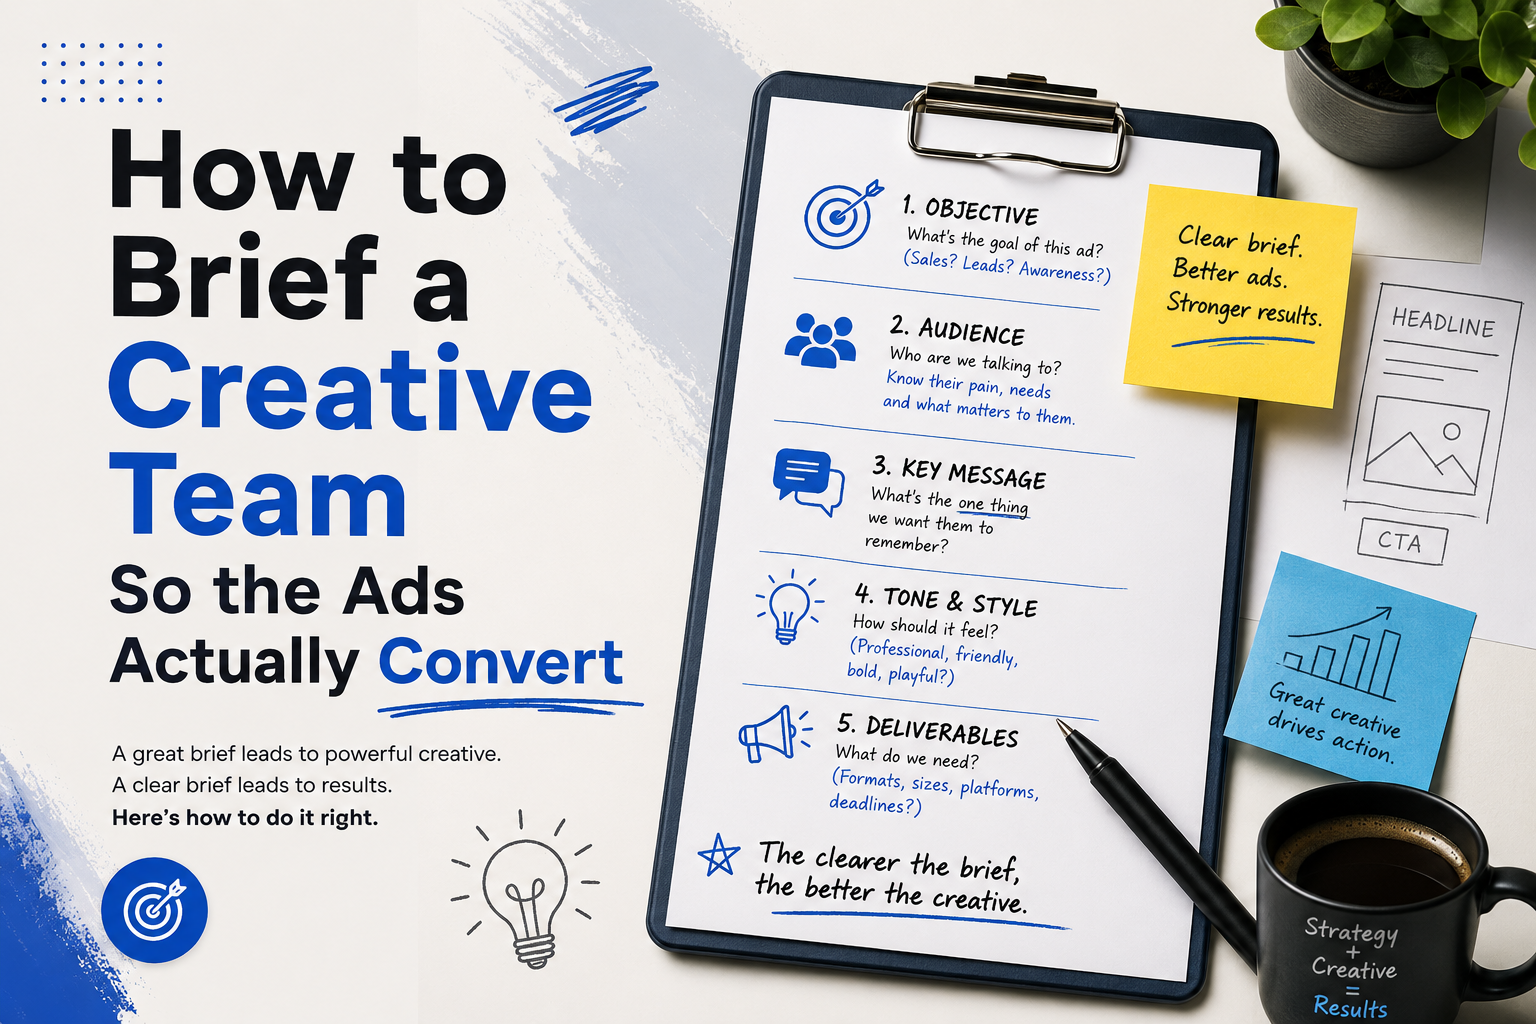 How to
Brief a
Creative
Team
So the Ads
Actually Convert
A great brief leads to powerful creative.
A clear brief leads to results.
Here's how to do it right.
1. OBJECTIVE
What's the goal of this ad?
(Sales? Leads? Awareness?)
2. AUDIENCE
Who are we talking to?
Know their pain, needs
and what matters to them.
3. KEY MESSAGE
What's the one thing
we want them to
remember?
4. TONE & STYLE
How should it feel?
(Professional, friendly,
bold, playful?)
5. DELIVERABLES
What do we need?
(Formats, sizes, platforms,
deadlines?)
The clearer the brief,
the better the creative.
Clear brief.
Better ads.
Stronger results.
HEADLINE
CTA
Great creative
drives action.
Strategy
+
Creative
=
Results